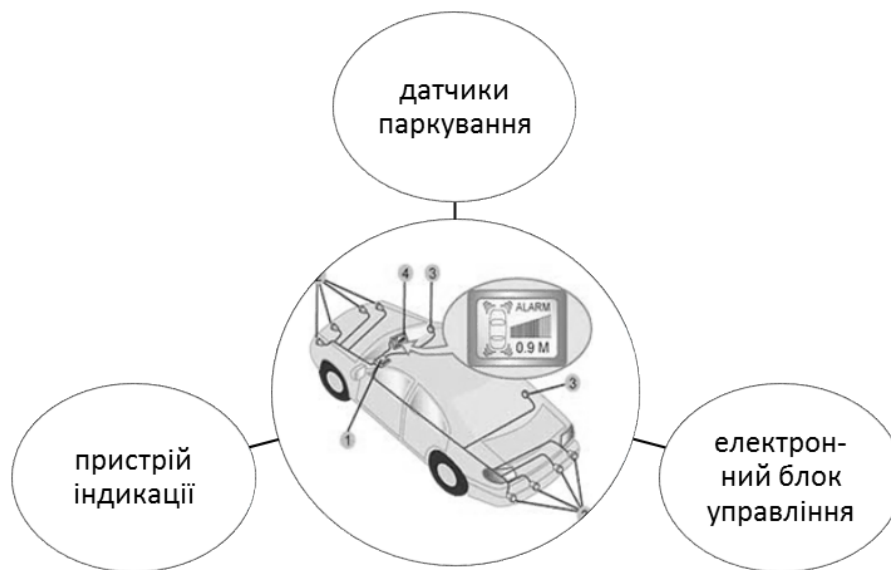 датчики
паркування
4
3
ALARM
0.9 M
3
1
пристрій
індикації
електрон-
ний блок
управління